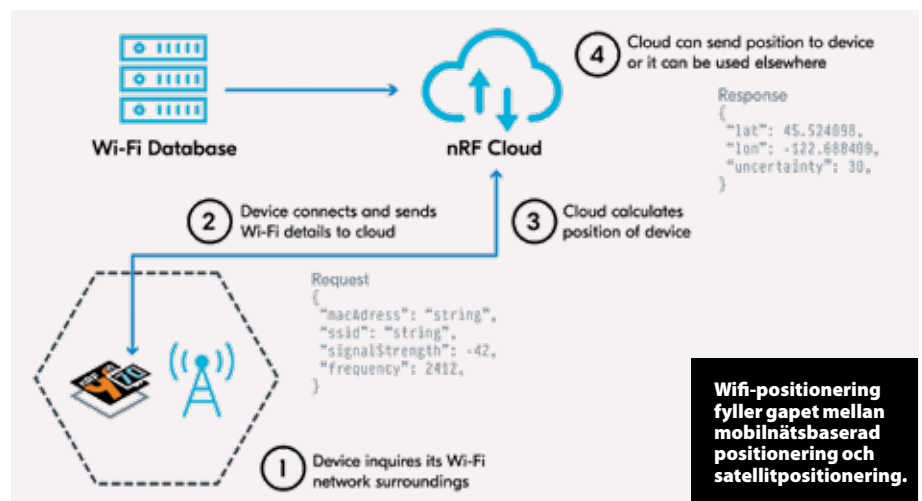 4
Cloud can send position to device
or it can be used elsewhere
Response
{
"lat": 45.524098,
"lon": -122.688409,
"uncertainty": 30,
}
Wi-Fi Database
nRF Cloud
2
Device connects and sends
Wi-Fi details to cloud
3
Cloud calculates
position of device
Request
{
"macAdress": "string",
"ssid": "string",
"signalStrength": -42,
"frequency": 2412,
}
1
Device inquires its Wi-Fi
network surroundings
Wifi-positionering
fyller gapet mellan
mobilnätsbaserad
positionering och
satellitpositionering.